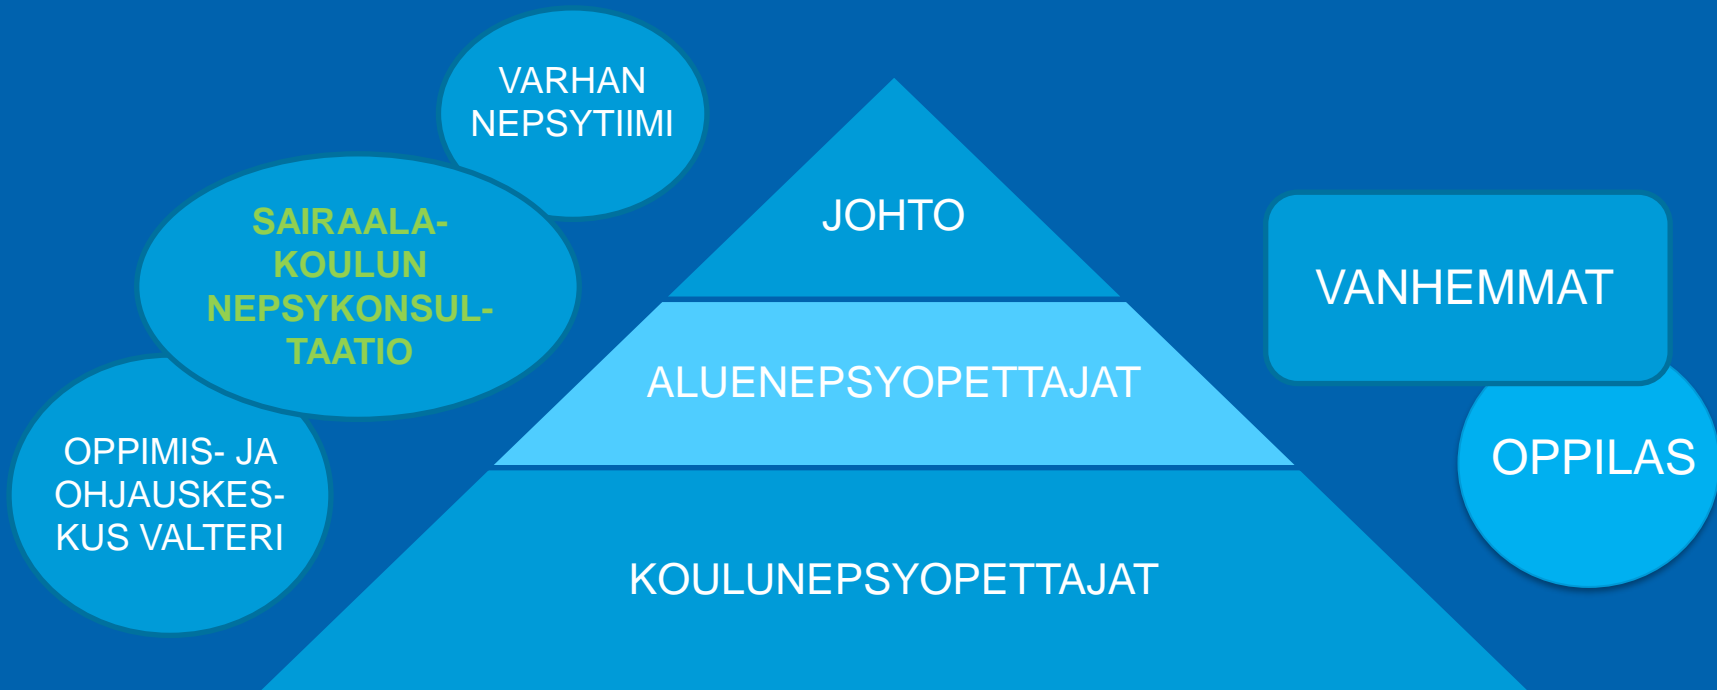 VARHAN
NEPSYTIIMI
SAIRAALA-
KOULUN
NEPSYKONSUL-
TAATIO
OPPIMIS- JA
OHJAUSKES-
KUS VALTERI
JOHTO
ALUENEPSYOPETTAJAT
KOULUNEPSYOPETTAJAT
VANHEMMAT
OPPILAS